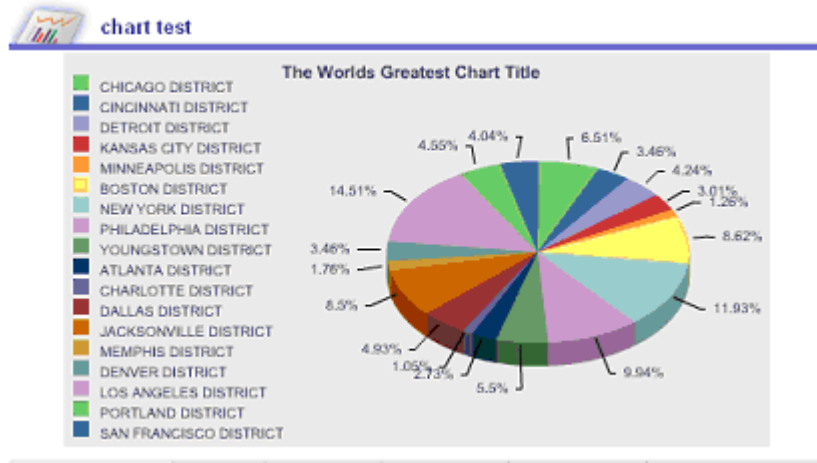 chart test
The Worlds Greatest Chart Title
CHICAGO DISTRICT
CINCINNATI DISTRICT
DETROIT DISTRICT
KANSAS CITY DISTRICT
MINNEAPOLIS DISTRICT
BOSTON DISTRICT
NEW YORK DISTRICT
PHILADELPHIA DISTRICT
YOUNGSTOWN DISTRICT
ATLANTA DISTRICT
CHARLOTTE DISTRICT
DALLAS DISTRICT
JACKSONVILLE DISTRICT
MEMPHIS DISTRICT
DENVER DISTRICT
LOS ANGELES DISTRICT
PORTLAND DISTRICT
SAN FRANCISCO DISTRICT
6.51%
3.46%
4.24%
3.01%
1.26%
8.62%
11.93%
9.94%
5.5%
2.73%
1.05%
4.93%
8.5%
1.76%
3.46%
14.51%
4.55%
4.04%